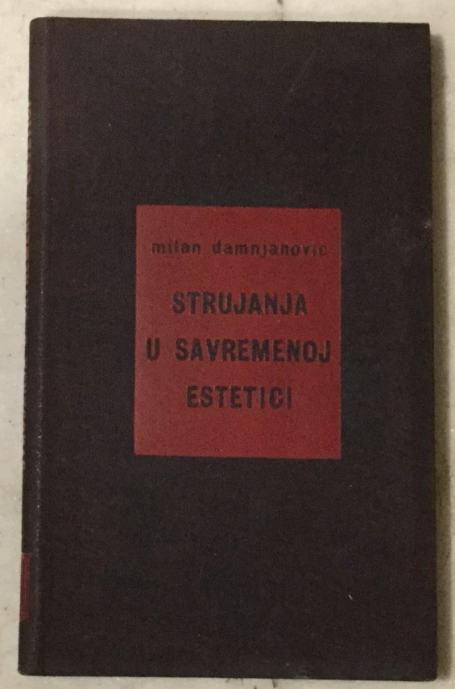 milan damnjanović
STRUJANJA
U SAVREMENOJ
ESTETICI